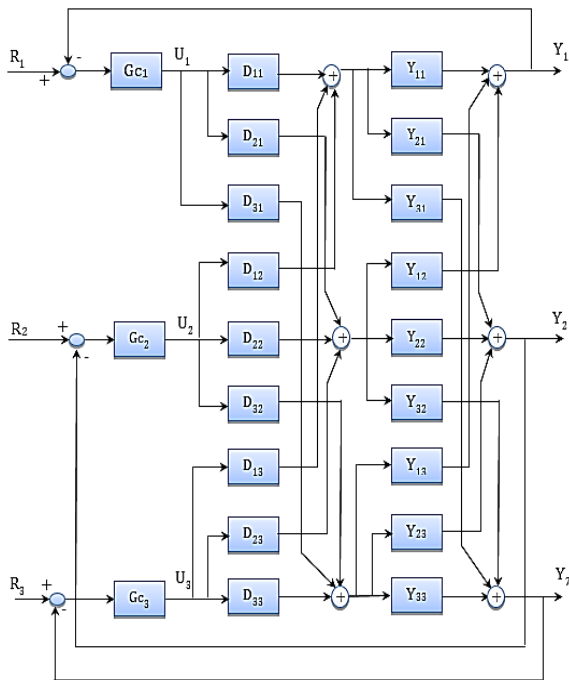 R1 + - Gc1 U1 D11 + Y11 + Y1
D21 Y21
D31 Y31
D12 Y12
R2 + - Gc2 U2 D22 + Y22 + Y2
D32 Y32
D13 Y13
D23 Y23
R3 + - Gc3 U3 D33 + Y33 + Y7